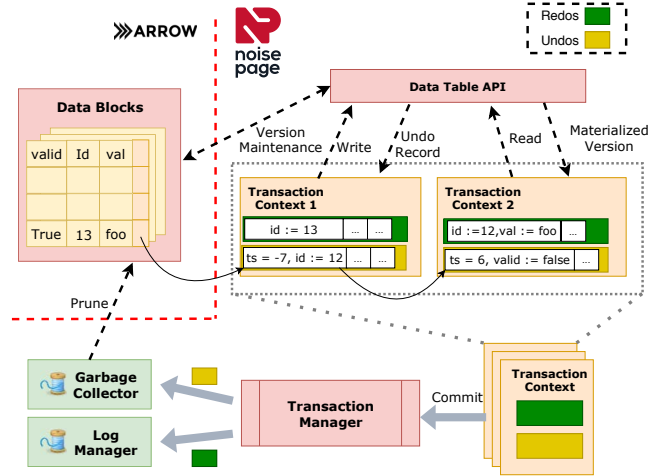 ARROW
noise
page
Redos
Undos
Data Blocks
Data Table API
valid Id val
True 13 foo
Version
Maintenance
Write
Undo
Record
Read
Materialized
Version
Transaction
Context 1
id := 13 ... ...
ts = -7, id := 12 ... ...
Transaction
Context 2
id :=12,val := foo ...
ts = 6, valid := false ...
Prune
Garbage
Collector
Log
Manager
Transaction
Manager
Commit
Transaction
Context